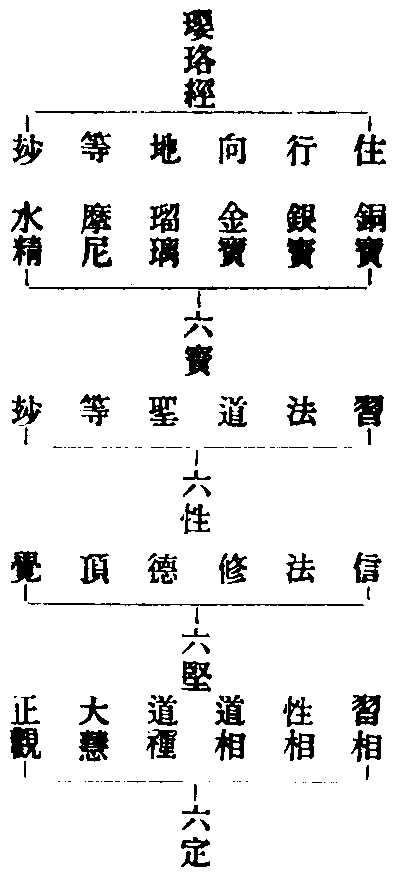 瓔珞經
住 行 向 地 等 玅
銅寶 銀寶 金寶 瑠璃 摩尼 水精
六寶
習 法 道 聖 等 玅
六性
信 法 修 德 頂 覺
六堅
習相 性相 道相 道種 大慧 正觀
六定